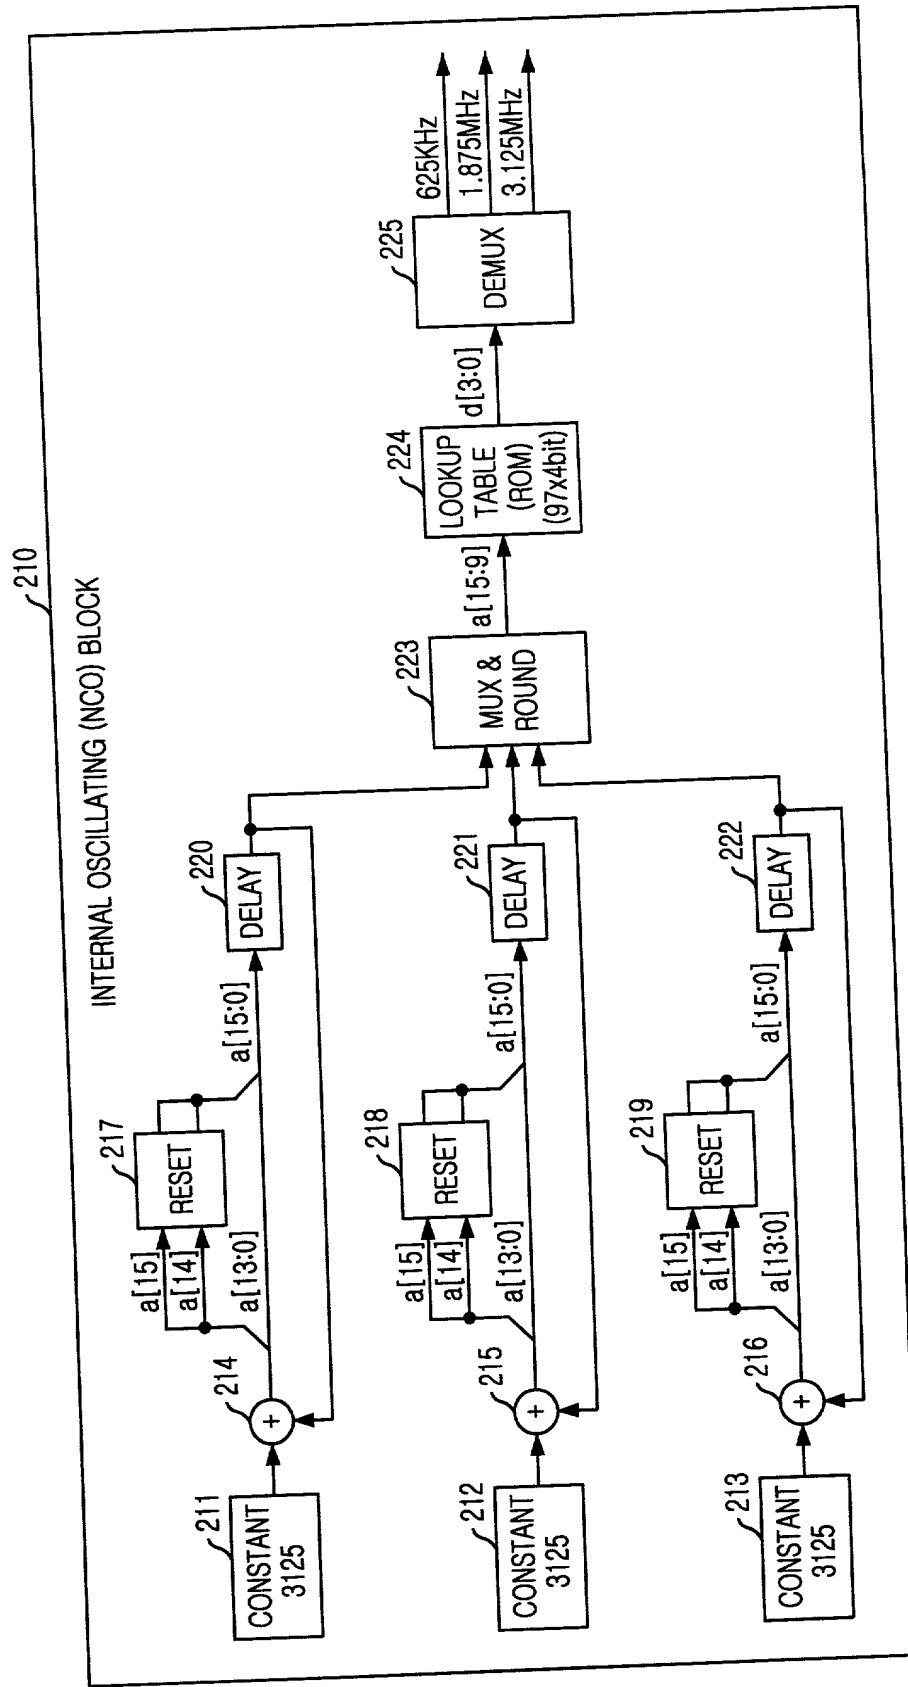 210
INTERNAL OSCILLATING (NCO) BLOCK
211
CONSTANT
3125
214
+
a[15]
a[14]
a[13:0]
217
RESET
a[15:0]
220
DELAY
212
CONSTANT
3125
215
+
a[15]
a[14]
a[13:0]
218
RESET
a[15:0]
221
DELAY
213
CONSTANT
3125
216
+
a[15]
a[14]
a[13:0]
219
RESET
a[15:0]
222
DELAY
223
MUX &
ROUND
a[15:9]
224
LOOKUP
TABLE
(ROM)
(97x4bit)
d[3:0]
225
DEMUX
625KHz
1.875MHz
3.125MHz